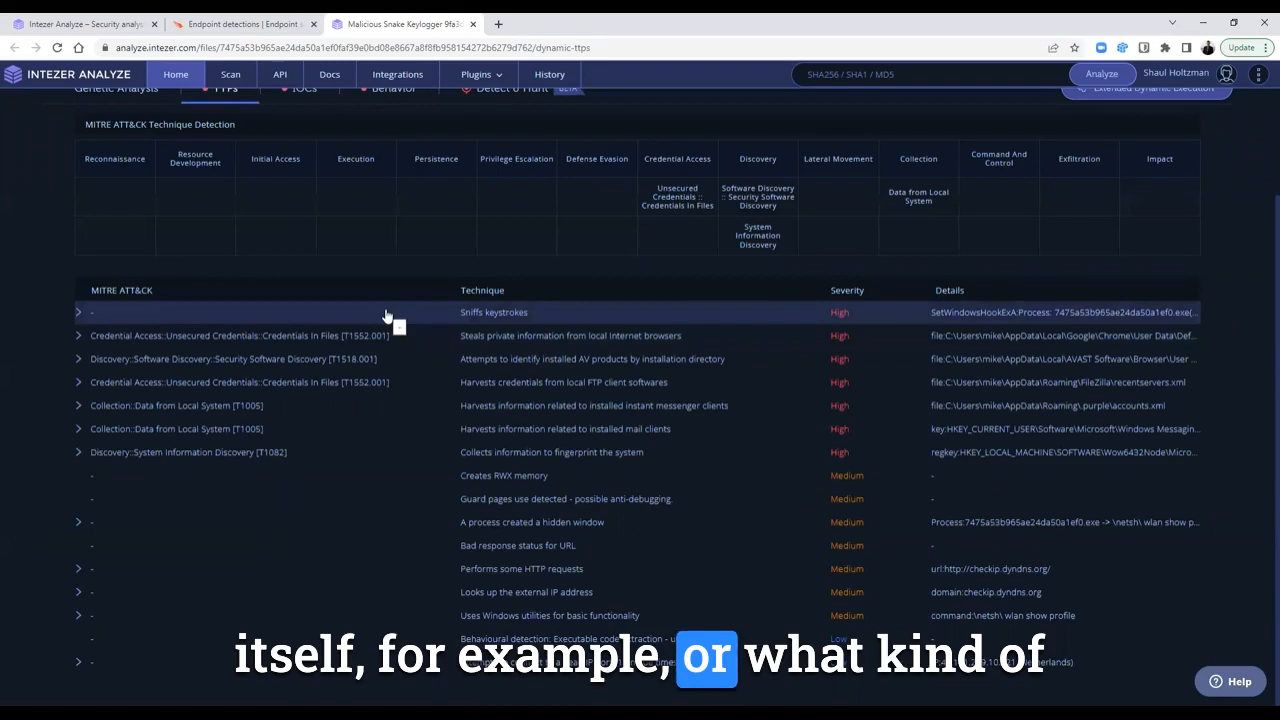 Intezer Analyze – Security analy
Endpoint detections | Endpoint s
Malicious Snake Keylogger 9fa3d
analyze.intezer.com/files/7475a53b965ae24da50a1ef0faf39e0bd08e8667a8f8fb958154272b6279d762/dynamic-ttps
Update
INTEZER ANALYZE
Home
Scan
API
Docs
Integrations
Plugins
History
SHA256 / SHA1 / MD5
Analyze
Shaul Holtzman
Genetic Analysis
TTPs
IOCs
Behavior
Detect & Hunt
BETA
Extended Dynamic Execution
MITRE ATT&CK Technique Detection
Reconnaissance
Resource
Development
Initial Access
Execution
Persistence
Privilege Escalation
Defense Evasion
Credential Access
Discovery
Lateral Movement
Collection
Command And
Control
Exfiltration
Impact
Unsecured
Credentials ::
Credentials In Files
Software Discovery
:: Security Software
Discovery
Data from Local
System
System
Information
Discovery
MITRE ATT&CK Technique Severity Details
- Sniffs keystrokes High SetWindowsHookExA:Process: 7475a53b965ae24da50a1ef0.exe(...
Credential Access::Unsecured Credentials::Credentials In Files [T1552.001] Steals private information from local Internet browsers High file:C:\Users\mike\AppData\Local\Google\Chrome\User Data\Def...
Discovery::Software Discovery::Security Software Discovery [T1518.001] Attempts to identify installed AV products by installation directory High file:C:\Users\mike\AppData\Local\AVAST Software\Browser\User ...
Credential Access::Unsecured Credentials::Credentials In Files [T1552.001] Harvests credentials from local FTP client softwares High file:C:\Users\mike\AppData\Roaming\FileZilla\recentservers.xml
Collection::Data from Local System [T1005] Harvests information related to installed instant messenger clients High file:C:\Users\mike\AppData\Roaming\.purple\accounts.xml
Collection::Data from Local System [T1005] Harvests information related to installed mail clients High key:HKEY_CURRENT_USER\Software\Microsoft\Windows Messagin...
Discovery::System Information Discovery [T1082] Collects information to fingerprint the system High regkey:HKEY_LOCAL_MACHINE\SOFTWARE\Wow6432Node\Micro...
- Creates RWX memory Medium -
- Guard pages use detected - possible anti-debugging. Medium -
- A process created a hidden window Medium Process:7475a53b965ae24da50a1ef0.exe -> \netsh\ wlan show p...
- Bad response status for URL Medium -
- Performs some HTTP requests Medium url:http://checkip.dyndns.org/
- Looks up the external IP address Medium domain:checkip.dyndns.org
- Uses Windows utilities for basic functionality Medium command:\netsh\ wlan show profile
- Behavioural detection: Executable code extraction - u Low -
itself, for example, or what kind of
Help